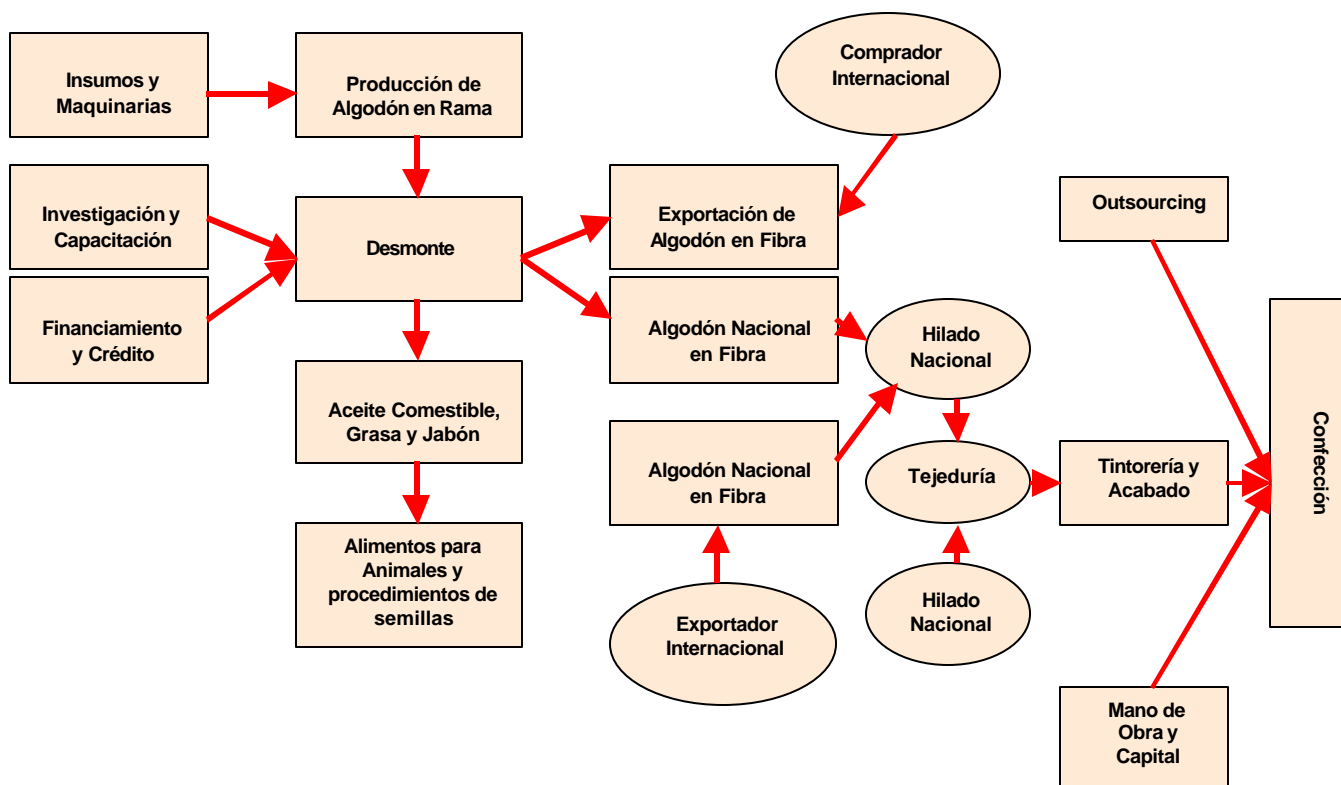 Insumos y
Maquinarias
Producción de
Algodón en Rama
Comprador
Internacional
Investigación y
Capacitación
Desmonte
Exportación de
Algodón en Fibra
Outsourcing
Financiamiento
y Crédito
Algodón Nacional
en Fibra
Hilado
Nacional
Aceite Comestible,
Grasa y Jabón
Algodón Nacional
en Fibra
Tejeduría
Tintorería y
Acabado
Confección
Alimentos para
Animales y
procedimientos de
semillas
Exportador
Internacional
Hilado
Nacional
Mano de
Obra y
Capital